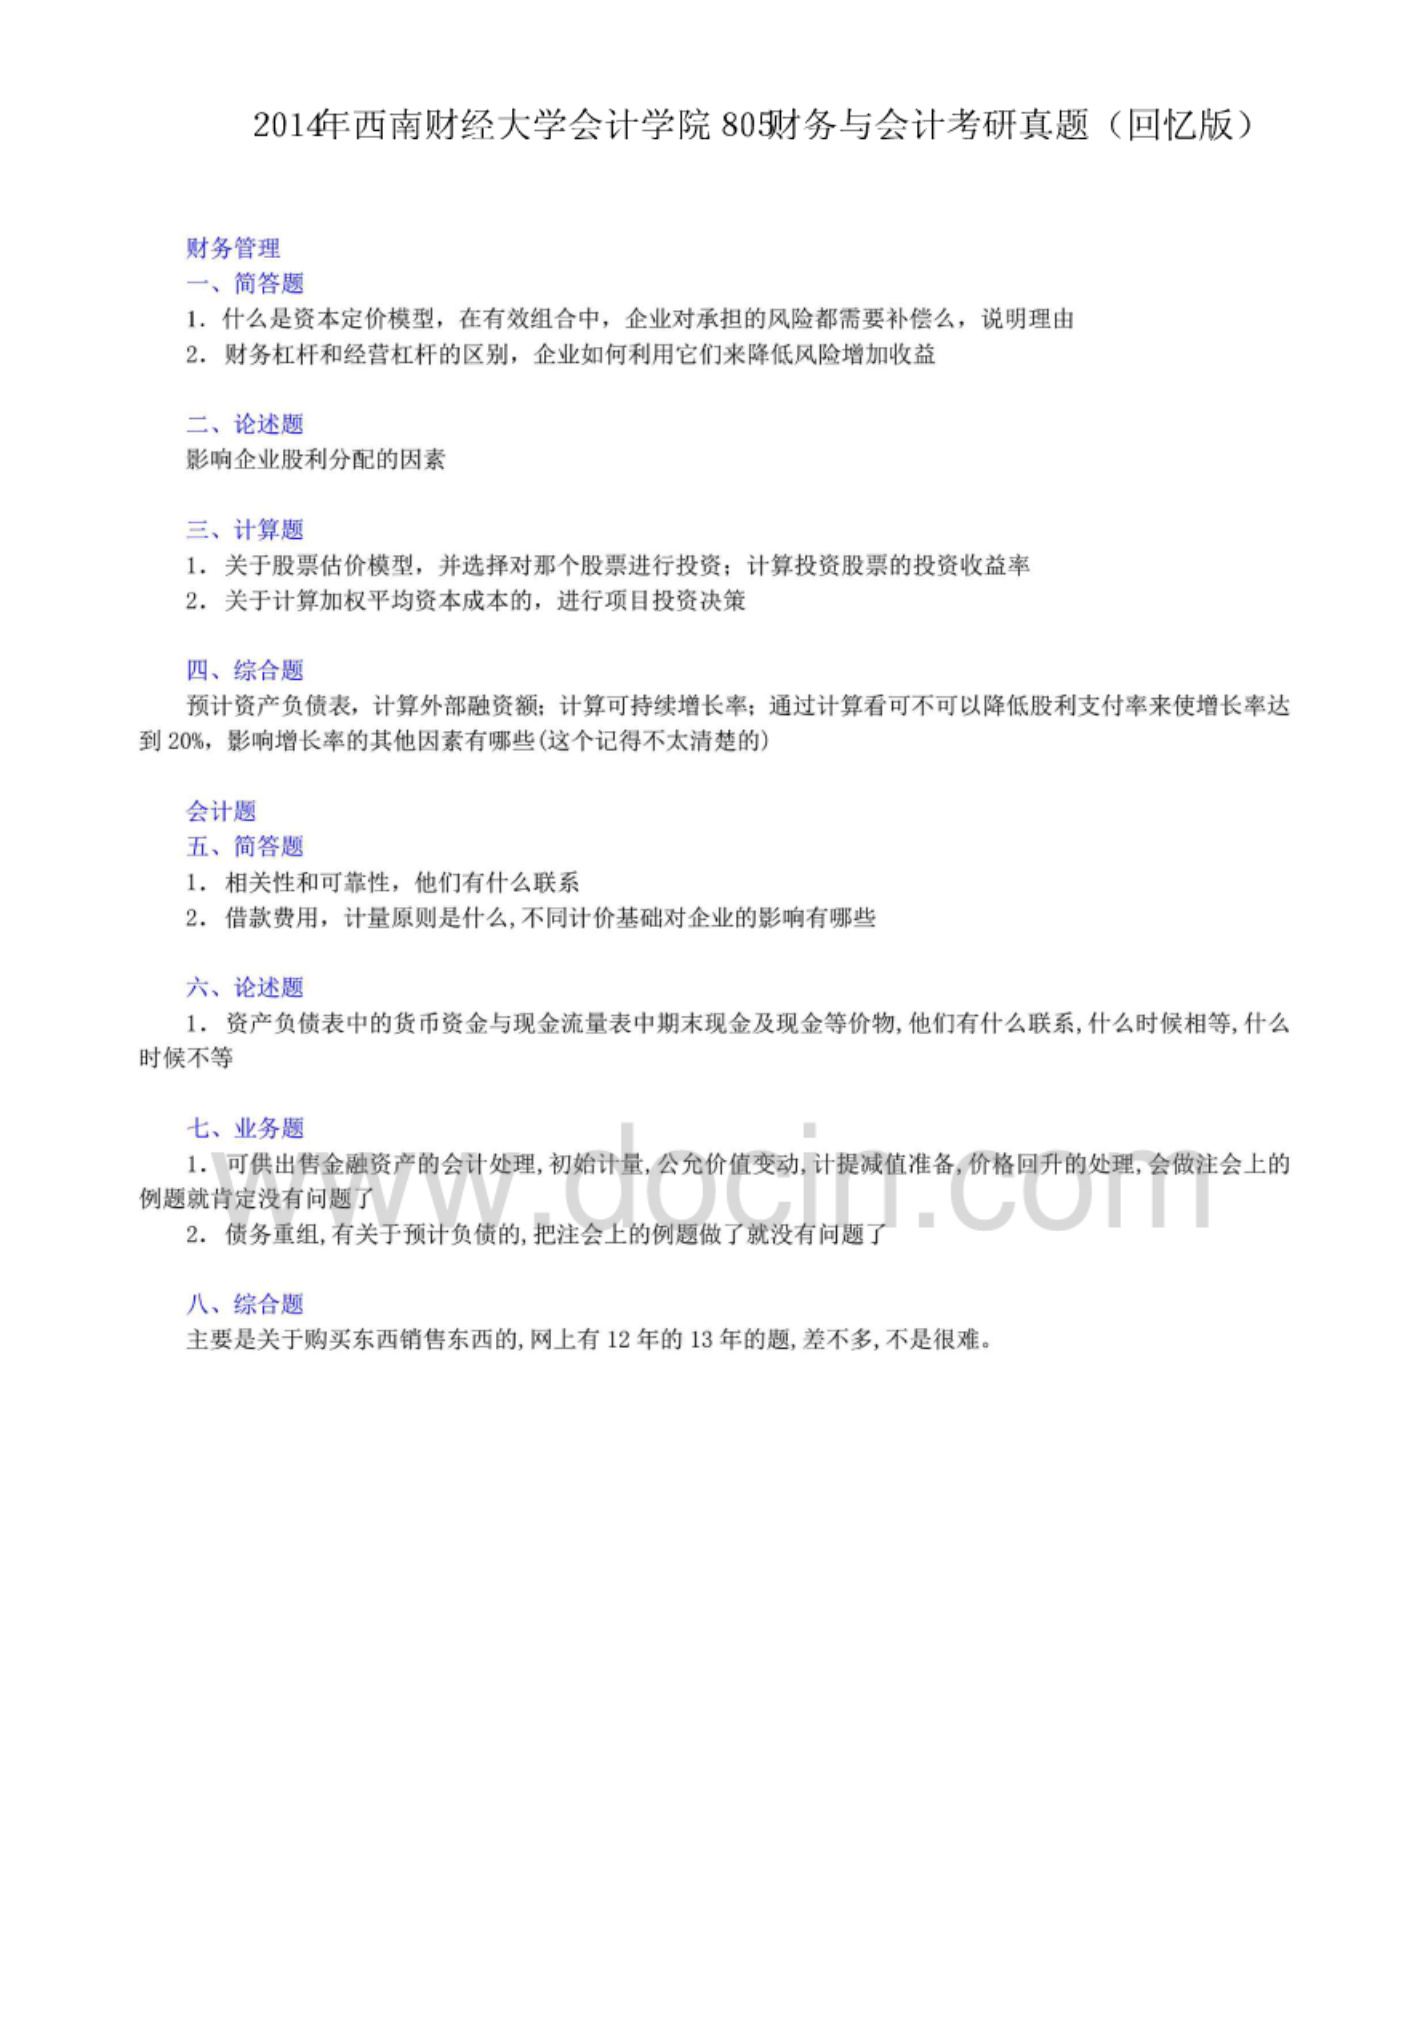 2014年西南财经大学会计学院 805财务与会计考研真题（回忆版）
财务管理
一、简答题
1. 什么是资本定价模型，在有效组合中，企业对承担的风险都需要补偿么，说明理由
2. 财务杠杆和经营杠杆的区别，企业如何利用它们来降低风险增加收益
二、论述题
影响企业股利分配的因素
三、计算题
1. 关于股票估价模型，并选择对那个股票进行投资；计算投资股票的投资收益率
2. 关于计算加权平均资本成本的，进行项目投资决策
四、综合题
预计资产负债表，计算外部融资额；计算可持续增长率；通过计算看可不可以降低股利支付率来使增长率达
到 20%，影响增长率的其他因素有哪些(这个记得不太清楚的)
会计题
五、简答题
1. 相关性和可靠性，他们有什么联系
2. 借款费用，计量原则是什么,不同计价基础对企业的影响有哪些
六、论述题
1. 资产负债表中的货币资金与现金流量表中期末现金及现金等价物,他们有什么联系,什么时候相等,什么
时候不等
七、业务题
1. 可供出售金融资产的会计处理,初始计量,公允价值变动,计提减值准备,价格回升的处理,会做注会上的
例题就肯定没有问题了
2. 债务重组,有关于预计负债的,把注会上的例题做了就没有问题了
www.docin.com
八、综合题
主要是关于购买东西销售东西的,网上有 12 年的 13 年的题,差不多,不是很难。